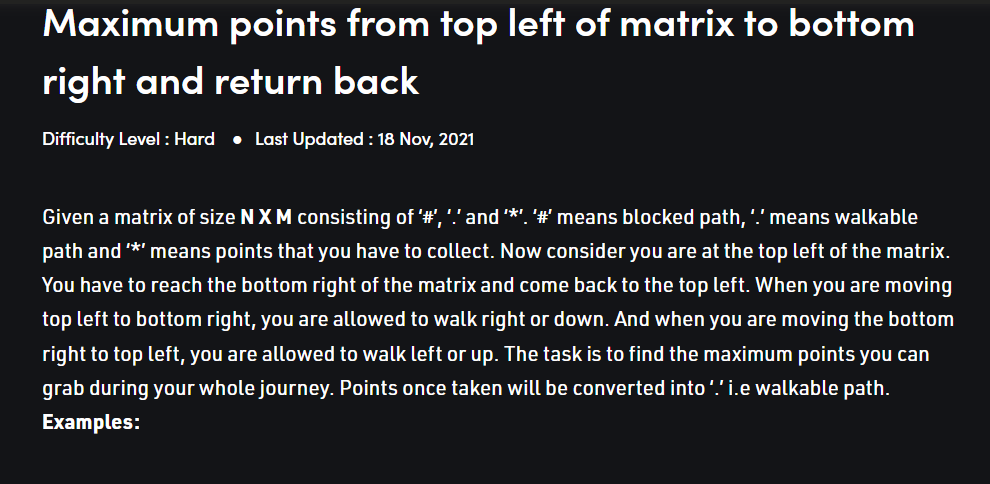 Maximum points from top left of matrix to bottom
right and return back
Difficulty Level : Hard ● Last Updated : 18 Nov, 2021
Given a matrix of size N X M consisting of ‘#’, ‘.’ and ‘*’. ‘#’ means blocked path, ‘.’ means walkable
path and ‘*’ means points that you have to collect. Now consider you are at the top left of the matrix.
You have to reach the bottom right of the matrix and come back to the top left. When you are moving
top left to bottom right, you are allowed to walk right or down. And when you are moving the bottom
right to top left, you are allowed to walk left or up. The task is to find the maximum points you can
grab during your whole journey. Points once taken will be converted into ‘.’ i.e walkable path.
Examples: